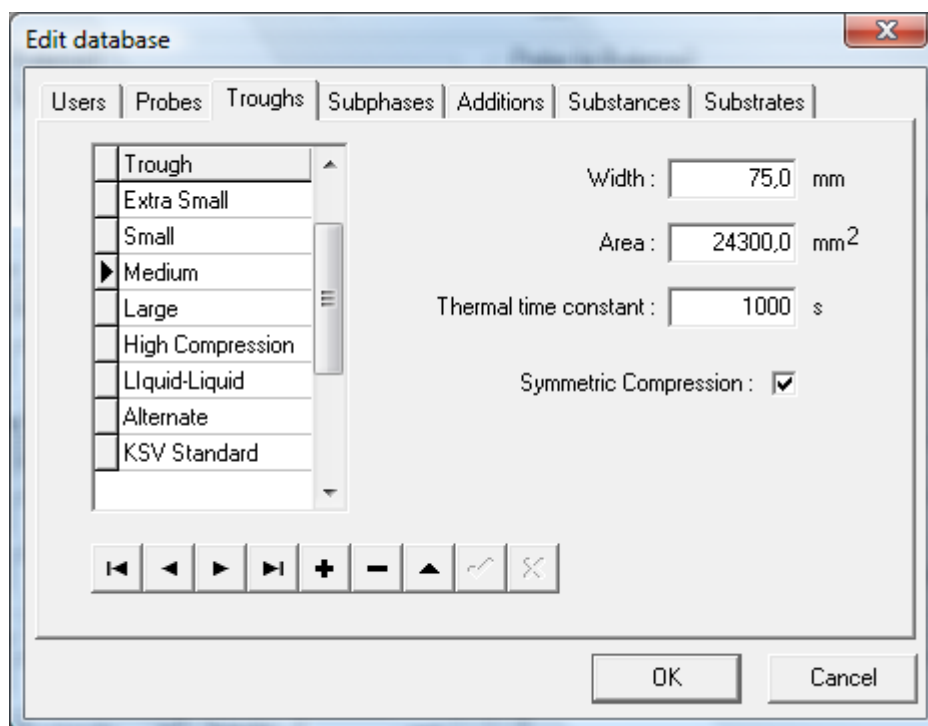 Edit database
Users Probes Troughs Subphases Additions Substances Substrates
Trough
Extra Small
Small
Medium
Large
High Compression
LIquid-Liquid
Alternate
KSV Standard
Width : 75,0 mm
Area : 24300,0 mm2
Thermal time constant : 1000 s
Symmetric Compression :
OK Cancel